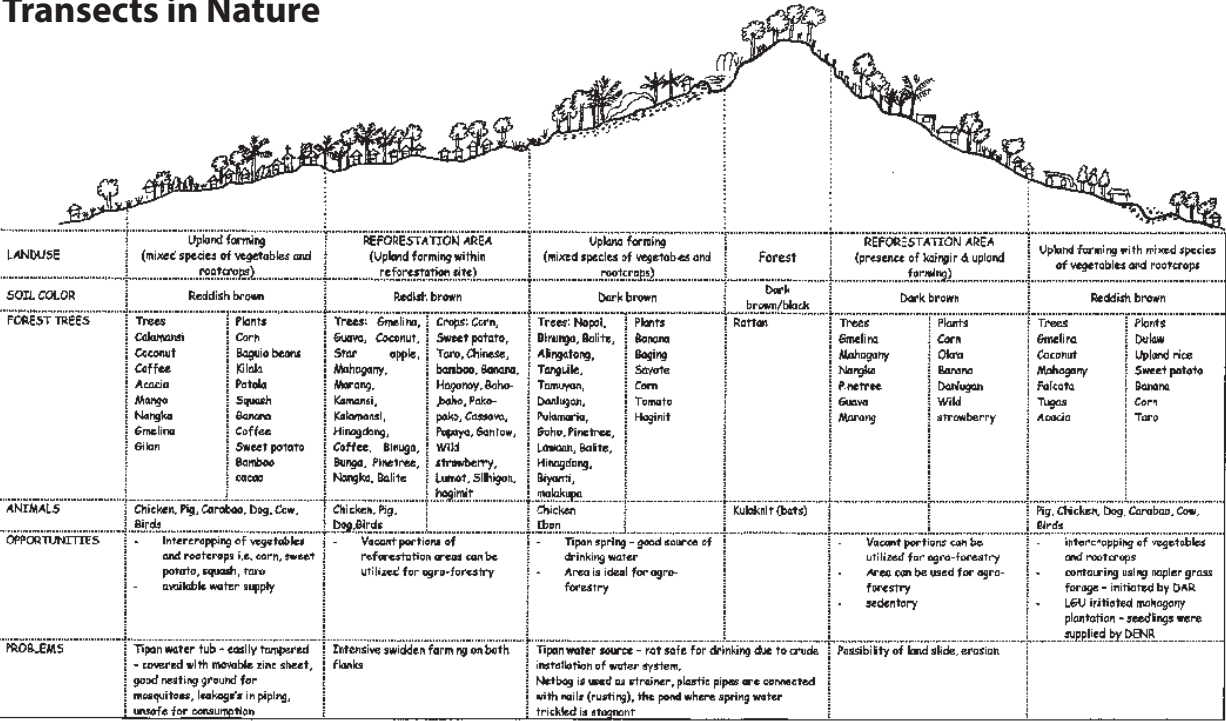 Transects in Nature
LANDUSE
Upland farming
(mixed species of vegetables and
rootcrops)
REFORESTATION AREA
(Upland farming within
reforestation site)
Upland farming
(mixed species of vegetables and
rootcrops)
Forest
REFORESTATION AREA
(presence of kaingir & upland
farming)
Upland farming with mixed species
of vegetables and rootcrops
SOIL COLOR
Reddish brown
Redish brown
Dark brown
Dark
brown/black
Dark brown
Reddish brown
FOREST TREES
Trees
Calamansi
Coconut
Coffee
Acacia
Mango
Nangka
Gmelina
Gilan
Plants
Corn
Baguio beans
Kilala
Patola
Squash
Banana
Coffee
Sweet potato
Bamboo
cacao
Trees: Gmelina,
Guava, Coconut,
Star apple,
Mahogany,
Marang,
Kamansi,
Kalamansi,
Hinagdang,
Coffee, Binuga,
Bunga, Pinetree,
Nangka, Balite
Crops: Corn,
Sweet potato,
Taro, Chinese,
bamboo, Banana,
Haganoy, Baho-
baho, Pako-
pako, Cassava,
Papaya, Gantaw,
Wild
strawberry,
Lumot, Silhigan,
hagimit
Trees: Napol,
Binunga, Balite,
Alingatong,
Tanguile,
Tamuyan,
Danlugan,
Pulamaria,
Goho, Pinetree,
Lawaan, Balite,
Hinagdang,
Biyanti,
malakupa
Plants
Banana
Baging
Sayote
Corn
Tomato
Haginit
Rattan
Trees
Gmelina
Mahogany
Nangka
Pinetree
Guava
Marang
Plants
Corn
Okra
Banana
Danlugan
Wild
strawberry
Trees
Gmelina
Coconut
Mahogany
Falcata
Tugas
Acacia
Plants
Dulaw
Upland rice
Sweet potato
Banana
Corn
Taro
ANIMALS
Chicken, Pig, Carabao, Dog, Cow,
Birds
Chicken, Pig,
Dog,Birds
Chicken
Ibon
Kulaknit (bats)
Pig, Chicken, Dog, Carabao, Cow,
Birds
OPPORTUNITIES
- Intercropping of vegetables
and rootcrops i.e. corn, sweet
potato, squash, taro
- available water supply
- Vacant portions of
reforestation areas can be
utilized for agro-forestry
- Tipan spring – good source of
drinking water
- Area is ideal for agro-
forestry
- Vacant portions can be
utilized for agro-forestry
- Area can be used for agro-
forestry
- sedentary
- intercropping of vegetables
and rootcrops
- contouring using napier grass
forage – initiated by DAR
- LGU initiated mahogany
plantation – seedlings were
supplied by DENR
PROBLEMS
Tipan water tub – easily tampered
– covered with movable zinc sheet,
good nesting ground for
mosquitoes, leakage's in piping,
unsafe for consumption
Intensive swidden farming on both
flanks
Tipan water source – not safe for drinking due to crude
installation of water system,
Netbag is used as strainer, plastic pipes are connected
with nails (rusting), the pond where spring water
trickled is stagnant
Possibility of land slide, erosion